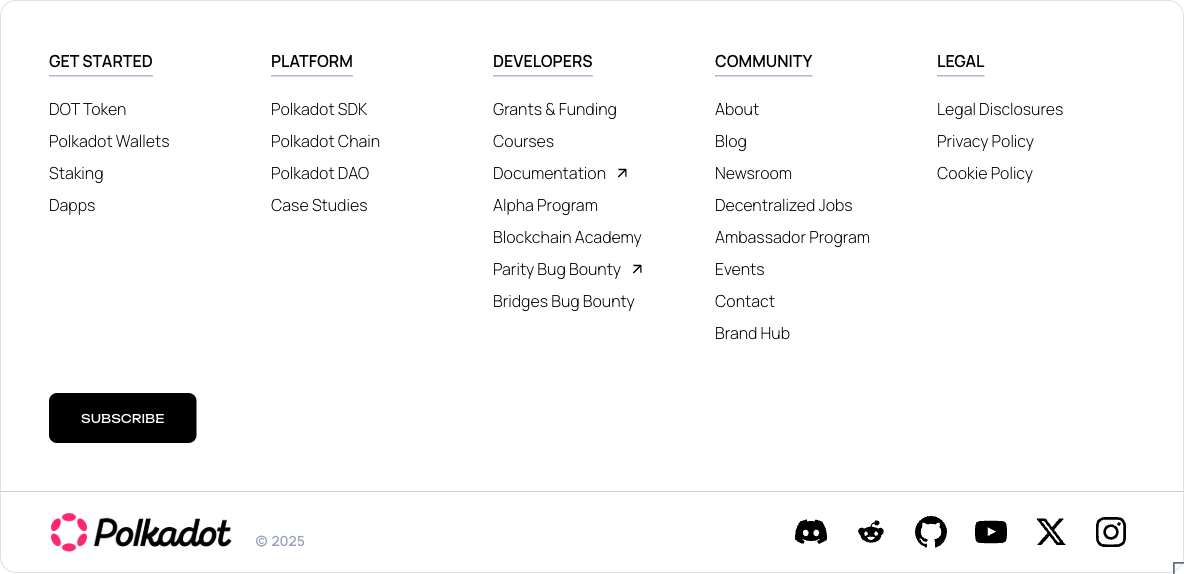 GET STARTED
DOT Token
Polkadot Wallets
Staking
Dapps
PLATFORM
Polkadot SDK
Polkadot Chain
Polkadot DAO
Case Studies
DEVELOPERS
Grants & Funding
Courses
Documentation
Alpha Program
Blockchain Academy
Parity Bug Bounty
Bridges Bug Bounty
COMMUNITY
About
Blog
Newsroom
Decentralized Jobs
Ambassador Program
Events
Contact
Brand Hub
LEGAL
Legal Disclosures
Privacy Policy
Cookie Policy
SUBSCRIBE
Polkadot
© 2025